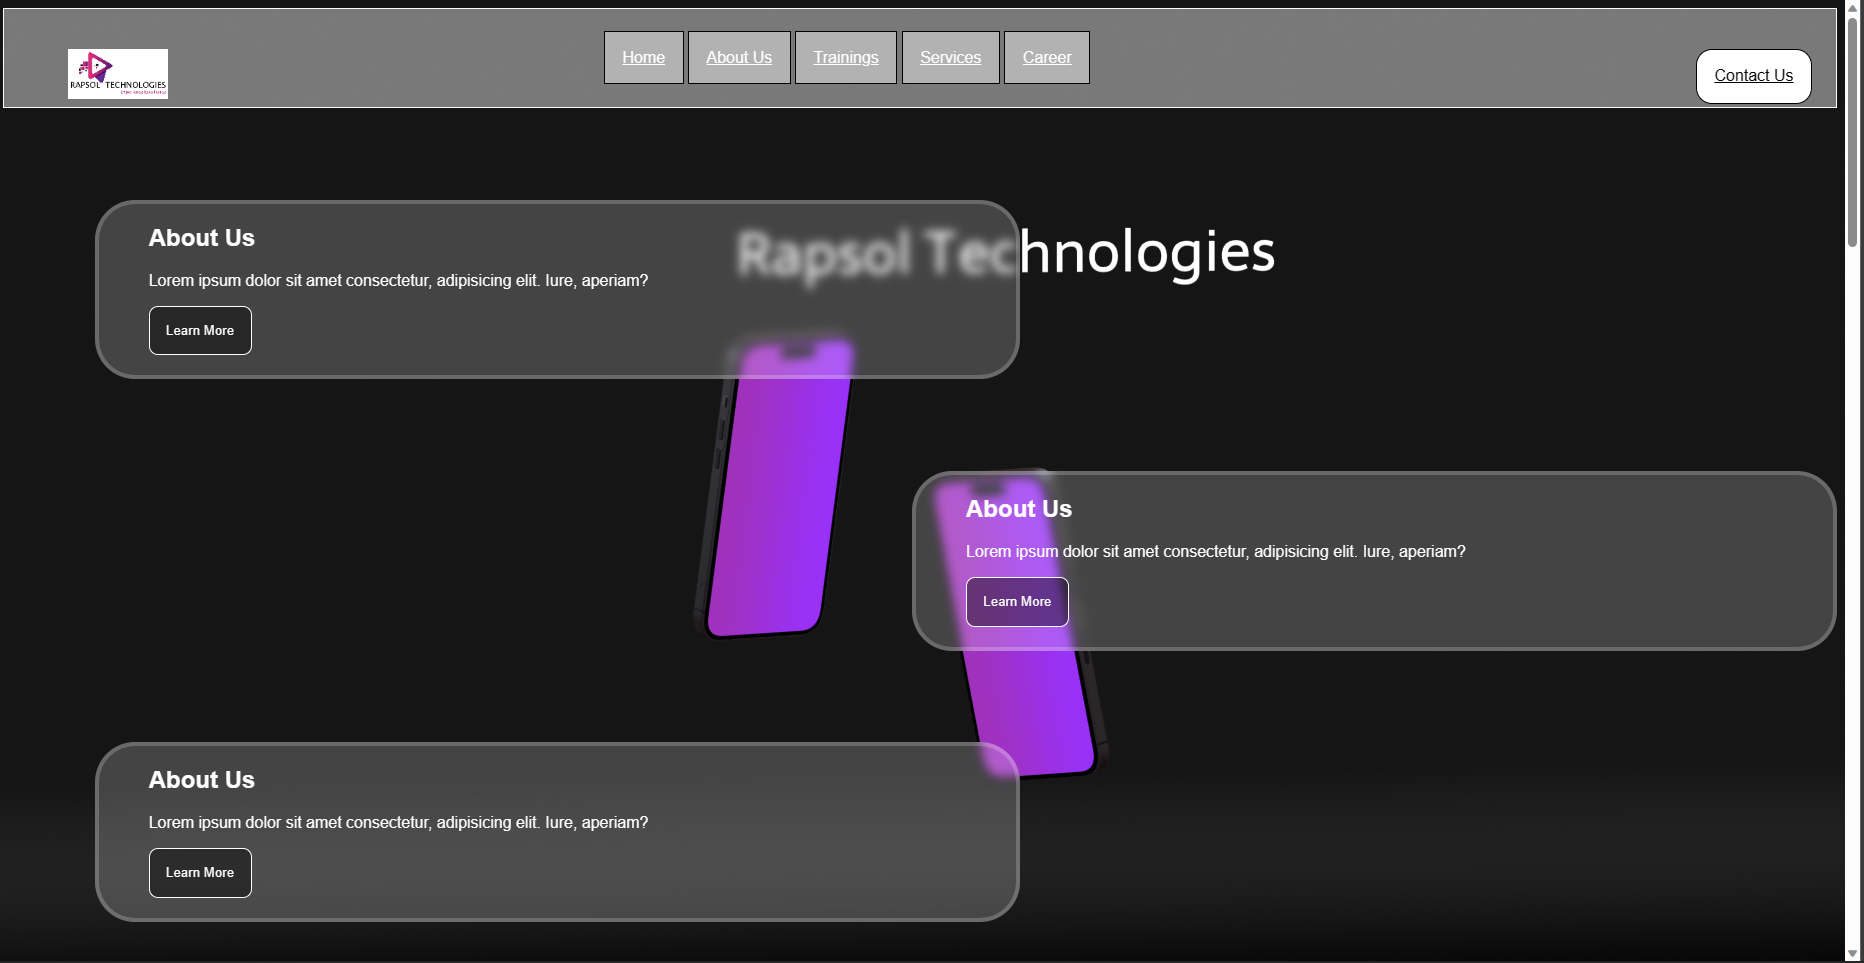 RAPSOL TECHNOLOGIES
Home
About Us
Trainings
Services
Career
Contact Us
Rapsol Technologies
About Us
Lorem ipsum dolor sit amet consectetur, adipisicing elit. Iure, aperiam?
Learn More
About Us
Lorem ipsum dolor sit amet consectetur, adipisicing elit. Iure, aperiam?
Learn More
About Us
Lorem ipsum dolor sit amet consectetur, adipisicing elit. Iure, aperiam?
Learn More